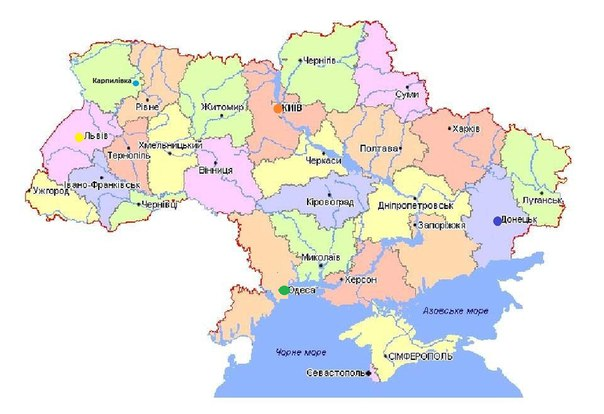 Чернігів
Карпилівка
Суми
Рівне
Житомир
КИЇВ
Харків
Львів
Хмельницький
Полтава
Тернопіль
Черкаси
Вінниця
Івано-Франківськ
Ужгород
Луганськ
Чернівці
Кіровоград
Дніпропетровськ
Донецьк
Запоріжжя
Миколаїв
Херсон
Одеса
Азовське море
Чорне море
СІМФЕРОПОЛЬ
Севастополь